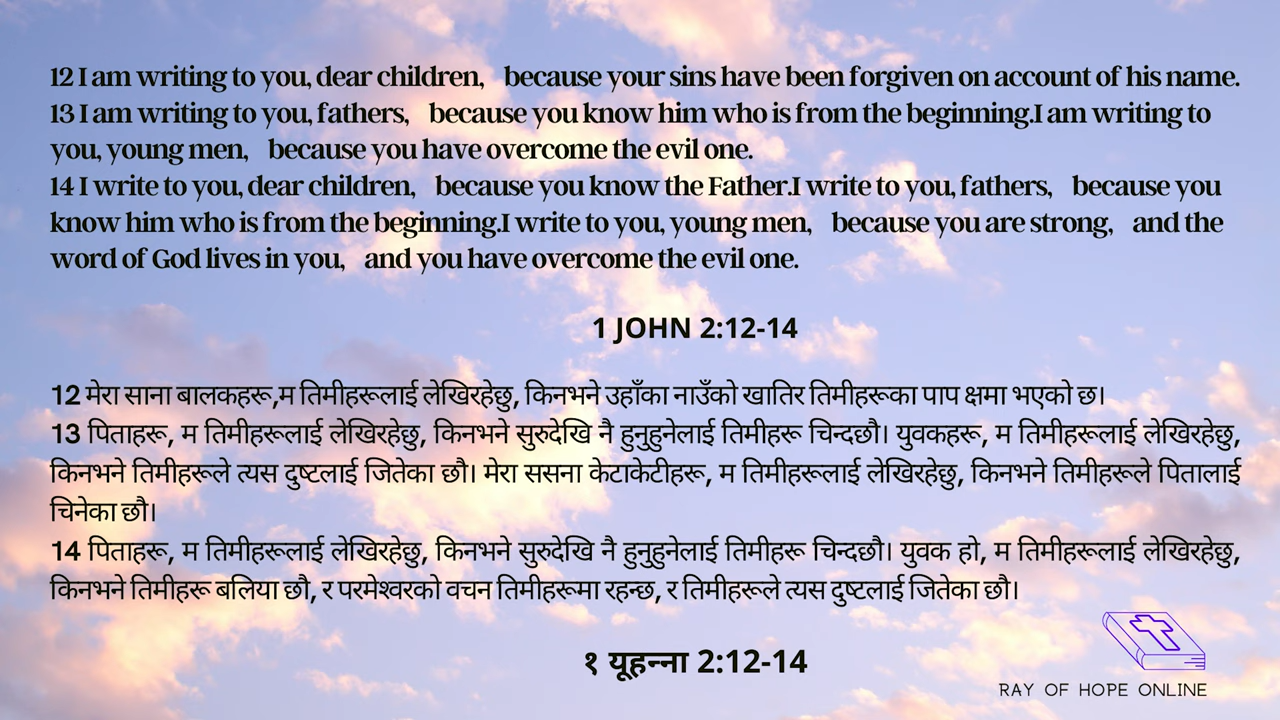 12 I am writing to you, dear children, because your sins have been forgiven on account of his name.
13 I am writing to you, fathers, because you know him who is from the beginning.I am writing to
you, young men, because you have overcome the evil one.
14 I write to you, dear children, because you know the Father.I write to you, fathers, because you
know him who is from the beginning.I write to you, young men, because you are strong, and the
word of God lives in you, and you have overcome the evil one.
1 JOHN 2:12-14
12 मेरा साना बालकहरू,म तिमीहरूलाई लेखिरहेछु, किनभने उहाँका नाउँको खातिर तिमीहरूका पाप क्षमा भएको छ।
13 पिताहरू, म तिमीहरूलाई लेखिरहेछु, किनभने सुरुदेखि नै हुनुहुनेलाई तिमीहरू चिन्दछौ। युवकहरू, म तिमीहरूलाई लेखिरहेछु,
किनभने तिमीहरूले त्यस दुष्टलाई जितेका छौ। मेरा ससना केटाकेटीहरू, म तिमीहरूलाई लेखिरहेछु, किनभने तिमीहरूले पितालाई
चिनेका छौ।
14 पिताहरू, म तिमीहरूलाई लेखिरहेछु, किनभने सुरुदेखि नै हुनुहुनेलाई तिमीहरू चिन्दछौ। युवक हो, म तिमीहरूलाई लेखिरहेछु,
किनभने तिमीहरू बलिया छौ, र परमेश्वरको वचन तिमीहरूमा रहन्छ, र तिमीहरूले त्यस दुष्टलाई जितेका छौ।
१ यूहन्ना 2:12-14
RAY OF HOPE ONLINE